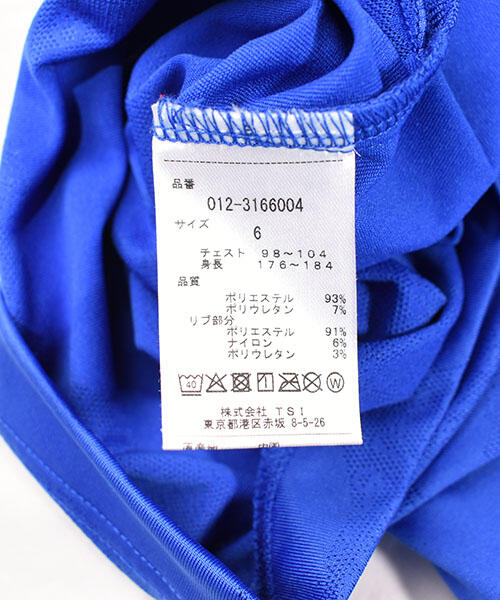 品番
012-3166004
サイズ
6
チェスト 98～104
身長 176～184
品質
ポリエステル 93%
ポリウレタン 7%
リブ部分
ポリエステル 91%
ナイロン 6%
ポリウレタン 3%
40 W
株式会社 TSI
東京都港区赤坂 8-5-26